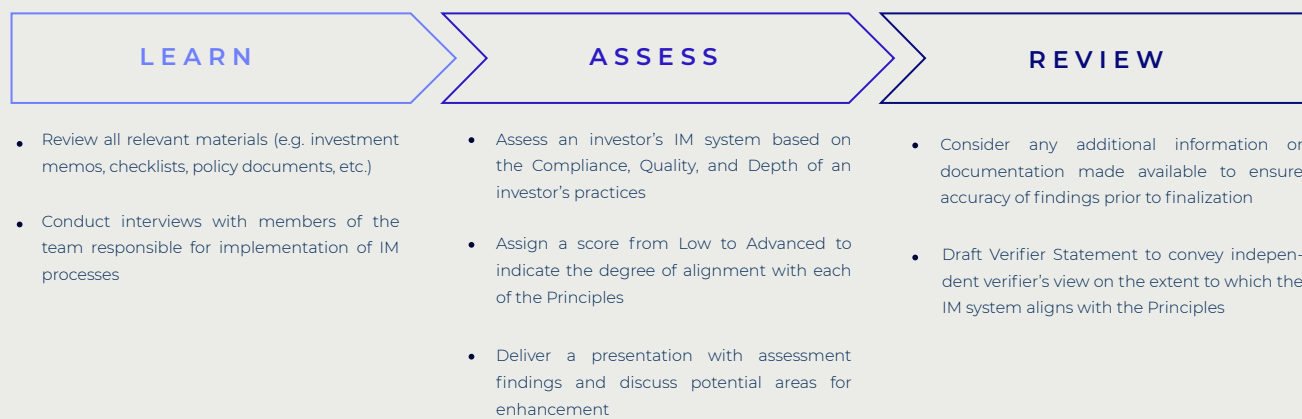 LEARN
Review all relevant materials (e.g. investment
memos, checklists, policy documents, etc.)
Conduct interviews with members of the
team responsible for implementation of IM
processes
ASSESS
Assess an investor’s IM system based on
the Compliance, Quality, and Depth of an
investor’s practices
Assign a score from Low to Advanced to
indicate the degree of alignment with each
of the Principles
Deliver a presentation with assessment
findings and discuss potential areas for
enhancement
REVIEW
Consider any additional information or
documentation made available to ensure
accuracy of findings prior to finalization
Draft Verifier Statement to convey indepen-
dent verifier’s view on the extent to which the
IM system aligns with the Principles